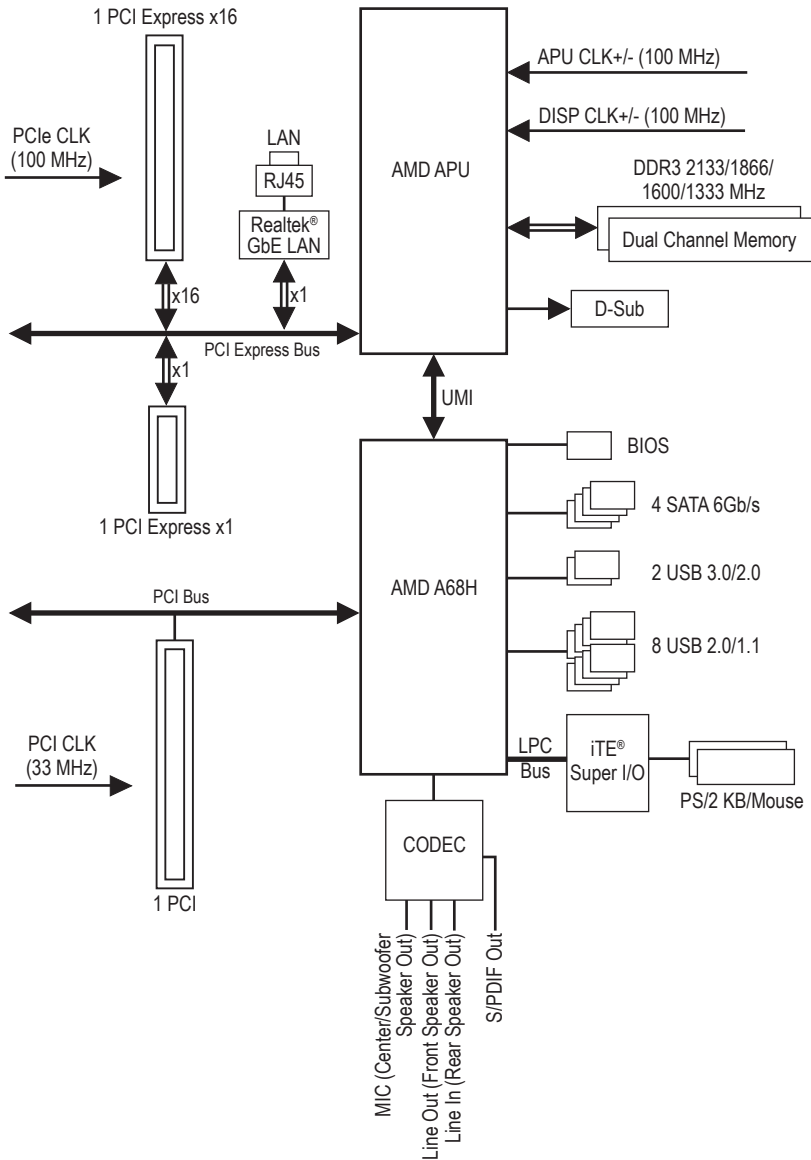 1 PCI Express x16
APU CLK+/- (100 MHz)
DISP CLK+/- (100 MHz)
PCIe CLK
(100 MHz)
LAN
RJ45
Realtek®
GbE LAN
AMD APU
DDR3 2133/1866/
1600/1333 MHz
Dual Channel Memory
x16
x1
D-Sub
PCI Express Bus
x1
UMI
1 PCI Express x1
BIOS
4 SATA 6Gb/s
AMD A68H
2 USB 3.0/2.0
PCI Bus
8 USB 2.0/1.1
PCI CLK
(33 MHz)
LPC
Bus
iTE®
Super I/O
PS/2 KB/Mouse
CODEC
1 PCI
MIC (Center/Subwoofer
Speaker Out)
Line Out (Front Speaker Out)
Line In (Rear Speaker Out)
S/PDIF Out